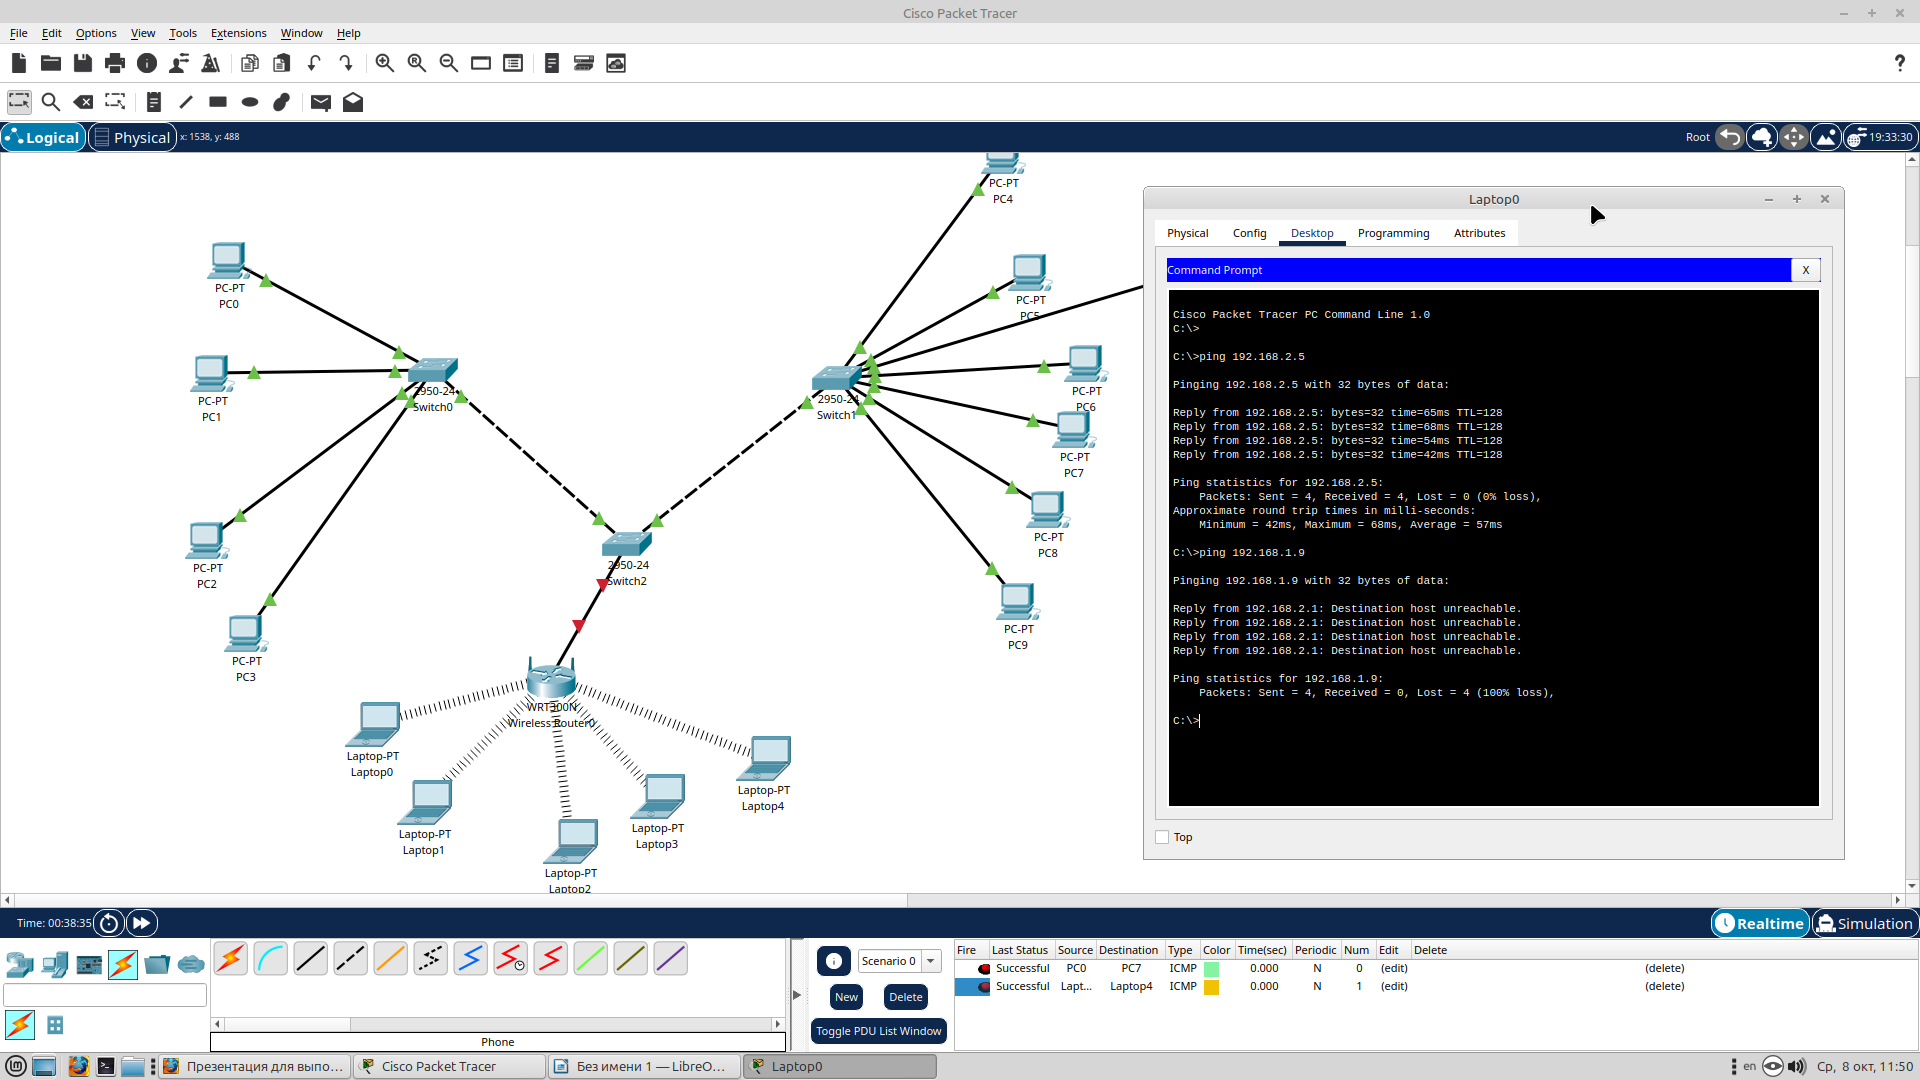 Cisco Packet Tracer
File Edit Options View Tools Extensions Window Help
?
Logical Physical x: 1538, y: 488 Root 19:33:30
PC-PT
PC4
PC-PT
PC0
PC-PT
PC5
PC-PT
PC1
2950-24
Switch0
2950-24
Switch1
PC-PT
PC6
PC-PT
PC7
PC-PT
PC2
2950-24
Switch2
PC-PT
PC8
PC-PT
PC3
PC-PT
PC9
WRT300N
Wireless Router0
Laptop-PT
Laptop0
Laptop-PT
Laptop1
Laptop-PT
Laptop2
Laptop-PT
Laptop3
Laptop-PT
Laptop4
Laptop0
Physical Config Desktop Programming Attributes
Command Prompt X
Cisco Packet Tracer PC Command Line 1.0
C:\>
C:\>ping 192.168.2.5
Pinging 192.168.2.5 with 32 bytes of data:
Reply from 192.168.2.5: bytes=32 time=65ms TTL=128
Reply from 192.168.2.5: bytes=32 time=68ms TTL=128
Reply from 192.168.2.5: bytes=32 time=54ms TTL=128
Reply from 192.168.2.5: bytes=32 time=42ms TTL=128
Ping statistics for 192.168.2.5:
Packets: Sent = 4, Received = 4, Lost = 0 (0% loss),
Approximate round trip times in milli-seconds:
Minimum = 42ms, Maximum = 68ms, Average = 57ms
C:\>ping 192.168.1.9
Pinging 192.168.1.9 with 32 bytes of data:
Reply from 192.168.2.1: Destination host unreachable.
Reply from 192.168.2.1: Destination host unreachable.
Reply from 192.168.2.1: Destination host unreachable.
Reply from 192.168.2.1: Destination host unreachable.
Ping statistics for 192.168.1.9:
Packets: Sent = 4, Received = 0, Lost = 4 (100% loss),
C:\>
Top
Time: 00:38:35 Realtime Simulation
Phone
Scenario 0
New Delete
Toggle PDU List Window
Fire Last Status Source Destination Type Color Time(sec) Periodic Num Edit Delete
Successful PC0 PC7 ICMP 0.000 N 0 (edit) (delete)
Successful Lapt... Laptop4 ICMP 0.000 N 1 (edit) (delete)
Презентация для выпо... Cisco Packet Tracer Без имени 1 — LibreO... Laptop0 en Ср, 8 окт, 11:50